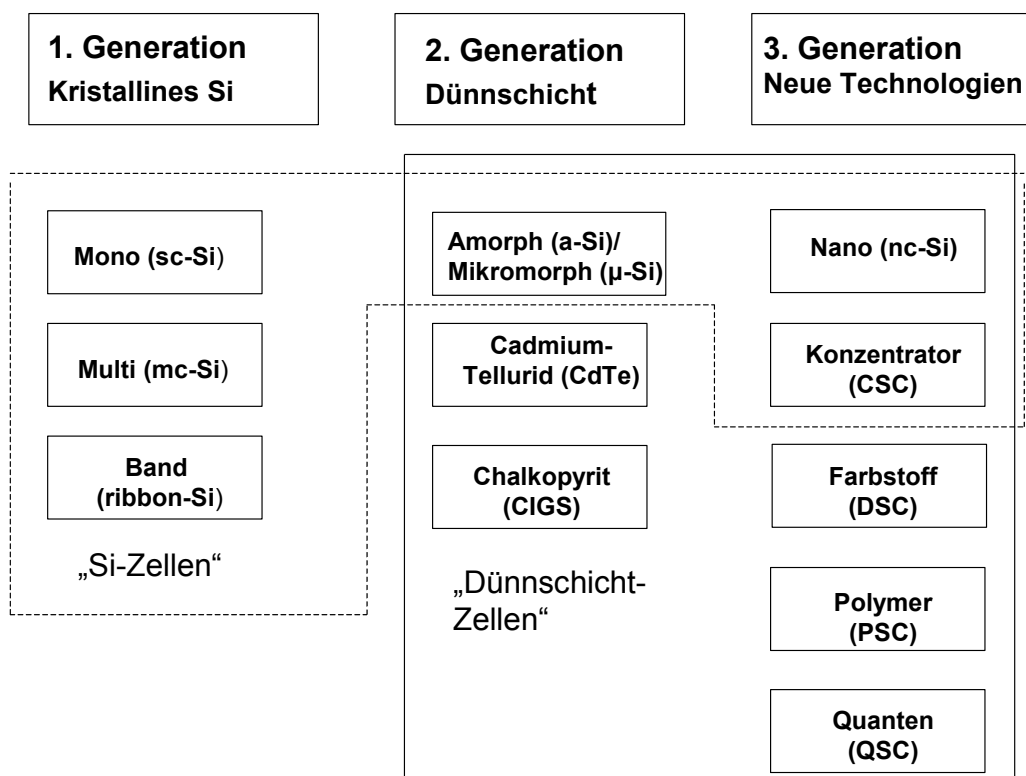 1. Generation
Kristallines Si
2. Generation
Dünnschicht
3. Generation
Neue Technologien
Mono (sc-Si)
Multi (mc-Si)
Band
(ribbon-Si)
„Si-Zellen“
Amorph (a-Si)/
Mikromorph (μ-Si)
Cadmium-
Tellurid (CdTe)
Chalkopyrit
(CIGS)
„Dünnschicht-
Zellen“
Nano (nc-Si)
Konzentrator
(CSC)
Farbstoff
(DSC)
Polymer
(PSC)
Quanten
(QSC)